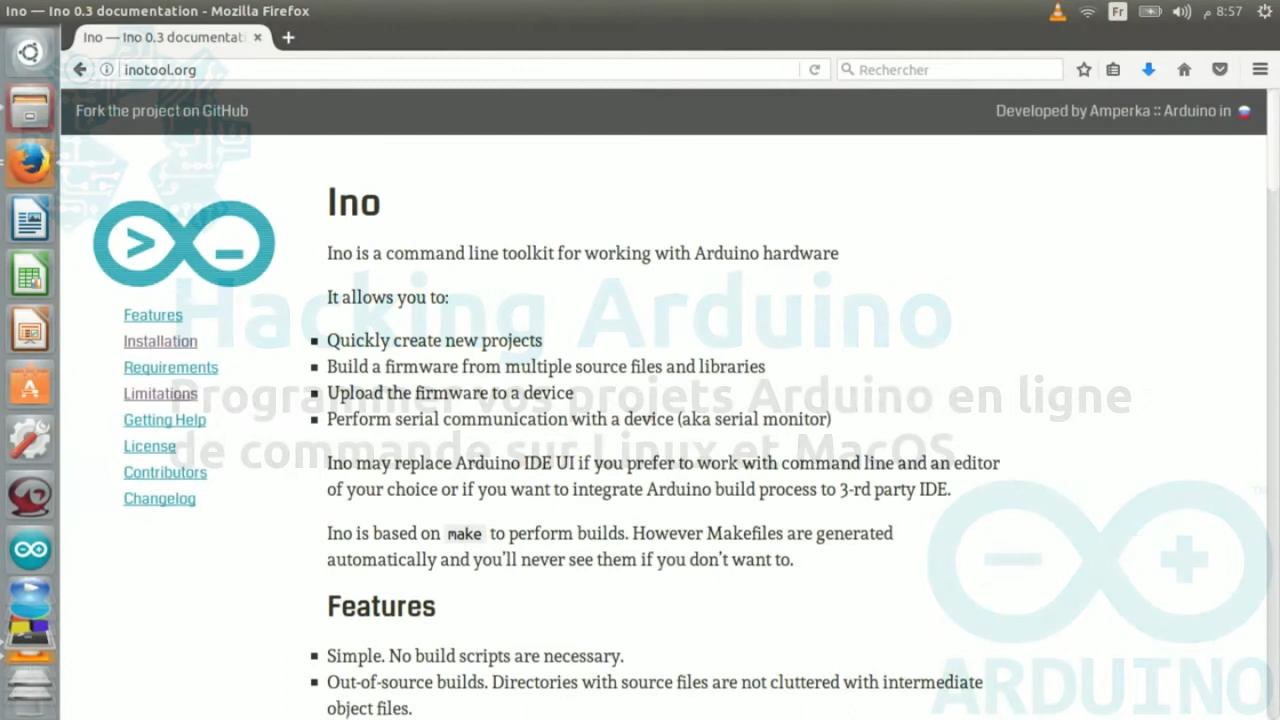 Ino — Ino 0.3 documentation - Mozilla Firefox
Fr
م 8:57
Ino — Ino 0.3 documentati
inotool.org
Rechercher
Fork the project on GitHub
Developed by Amperka :: Arduino in
Ino
Ino is a command line toolkit for working with Arduino hardware
It allows you to:
Hacking Arduino
Features
Installation
Requirements
Limitations
Getting Help
License
Contributors
Changelog
Quickly create new projects
Build a firmware from multiple source files and libraries
Upload the firmware to a device
Perform serial communication with a device (aka serial monitor)
Programmer vos projets Arduino en ligne
de commande sur Linux et MacOS
Ino may replace Arduino IDE UI if you prefer to work with command line and an editor
of your choice or if you want to integrate Arduino build process to 3-rd party IDE.
Ino is based on make to perform builds. However Makefiles are generated
automatically and you’ll never see them if you don’t want to.
Features
Simple. No build scripts are necessary.
Out-of-source builds. Directories with source files are not cluttered with intermediate
object files.
ARDUINO
TM